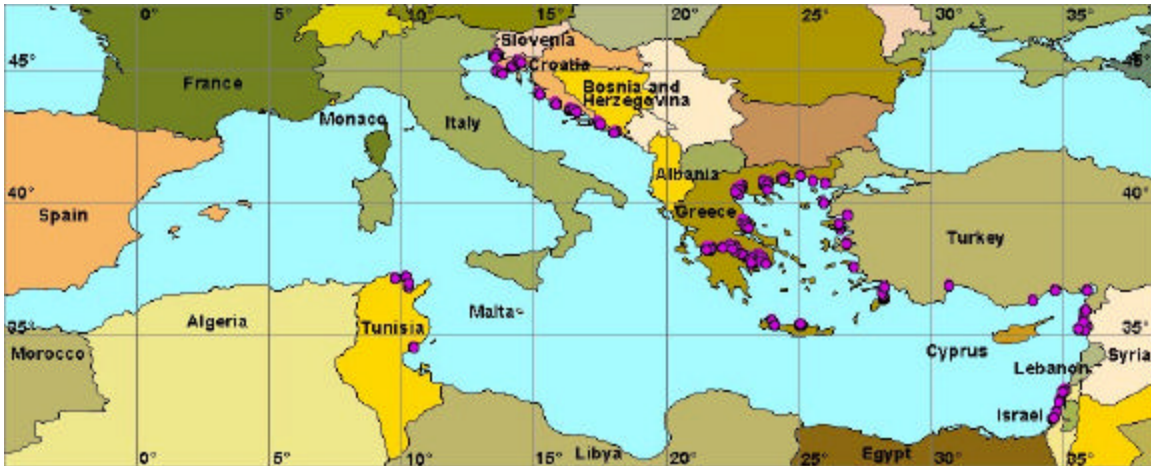 0° 5° 10° 15° 20° 25° 30° 35°
Slovenia
45° Croatia 45°
France
Bosnia and
Herzegovina
Monaco Italy
Albania
40° 40°
Spain Greece
Turkey
Algeria Malta
Tunisia
35° 35°
Morocco Cyprus Syria
Lebanon
Israel
Libya Egypt
0° 5° 10° 15° 20° 25° 30° 35°